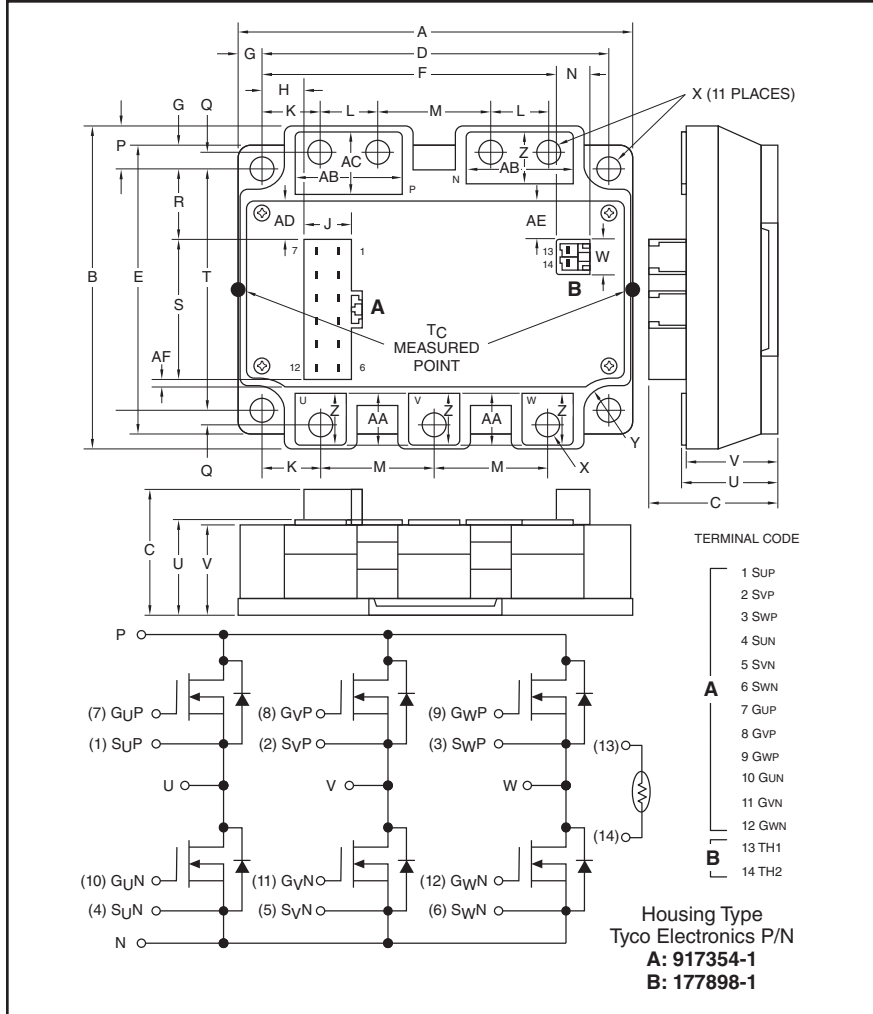 A
G D
F N
H
K L M L
X (11 PLACES)
G Q
P
AC
AB
P
Z
N AB
R
AD J
AE
7 1
13
14
W
B
B E T
S
A
TC
MEASURED
POINT
AF
12 6
U Z AA V Z AA W Z
Q
K M M X Y
V
U
C
C U V
TERMINAL CODE
1 SUP
2 SVP
3 SWP
4 SUN
5 SVN
6 SWN
7 GUP
8 GVP
9 GWP
10 GUN
11 GVN
12 GWN
13 TH1
14 TH2
A
B
P
(7) GUP (8) GVP (9) GWP
(1) SUP (2) SVP (3) SWP
(13)
U V W
(14)
(10) GUN (11) GVN (12) GWN
(4) SUN (5) SVN (6) SWN
N
Housing Type
Tyco Electronics P/N
A: 917354-1
B: 177898-1